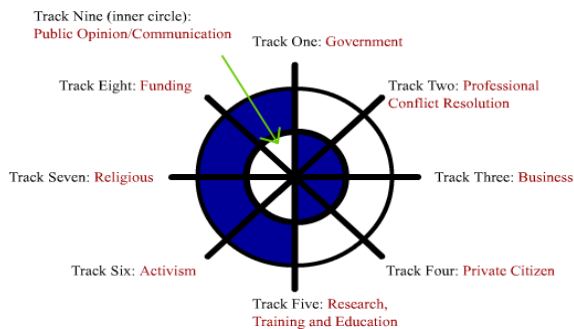 Track Nine (inner circle):
Public Opinion/Communication
Track One: Government
Track Eight: Funding
Track Two: Professional
Conflict Resolution
Track Seven: Religious
Track Three: Business
Track Six: Activism
Track Four: Private Citizen
Track Five: Research,
Training and Education